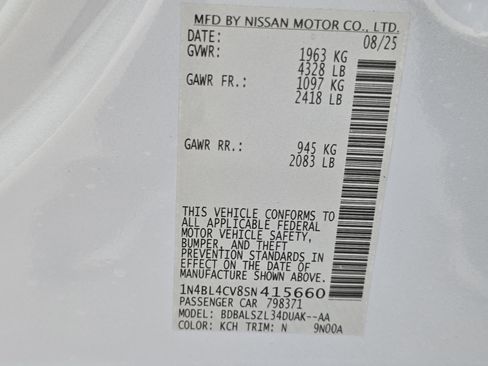 MFD BY NISSAN MOTOR CO., LTD.
DATE: 08/25
GVWR: 1963 KG
4328 LB
GAWR FR.: 1097 KG
2418 LB
GAWR RR.: 945 KG
2083 LB
THIS VEHICLE CONFORMS TO
ALL APPLICABLE FEDERAL
MOTOR VEHICLE SAFETY,
BUMPER, AND THEFT
PREVENTION STANDARDS IN
EFFECT ON THE DATE OF
MANUFACTURE SHOWN ABOVE.
1N4BL4CV8SN415660
PASSENGER CAR 798371
MODEL: BDBALSZL34DUAK--AA
COLOR: KCH TRIM: N 9N00A